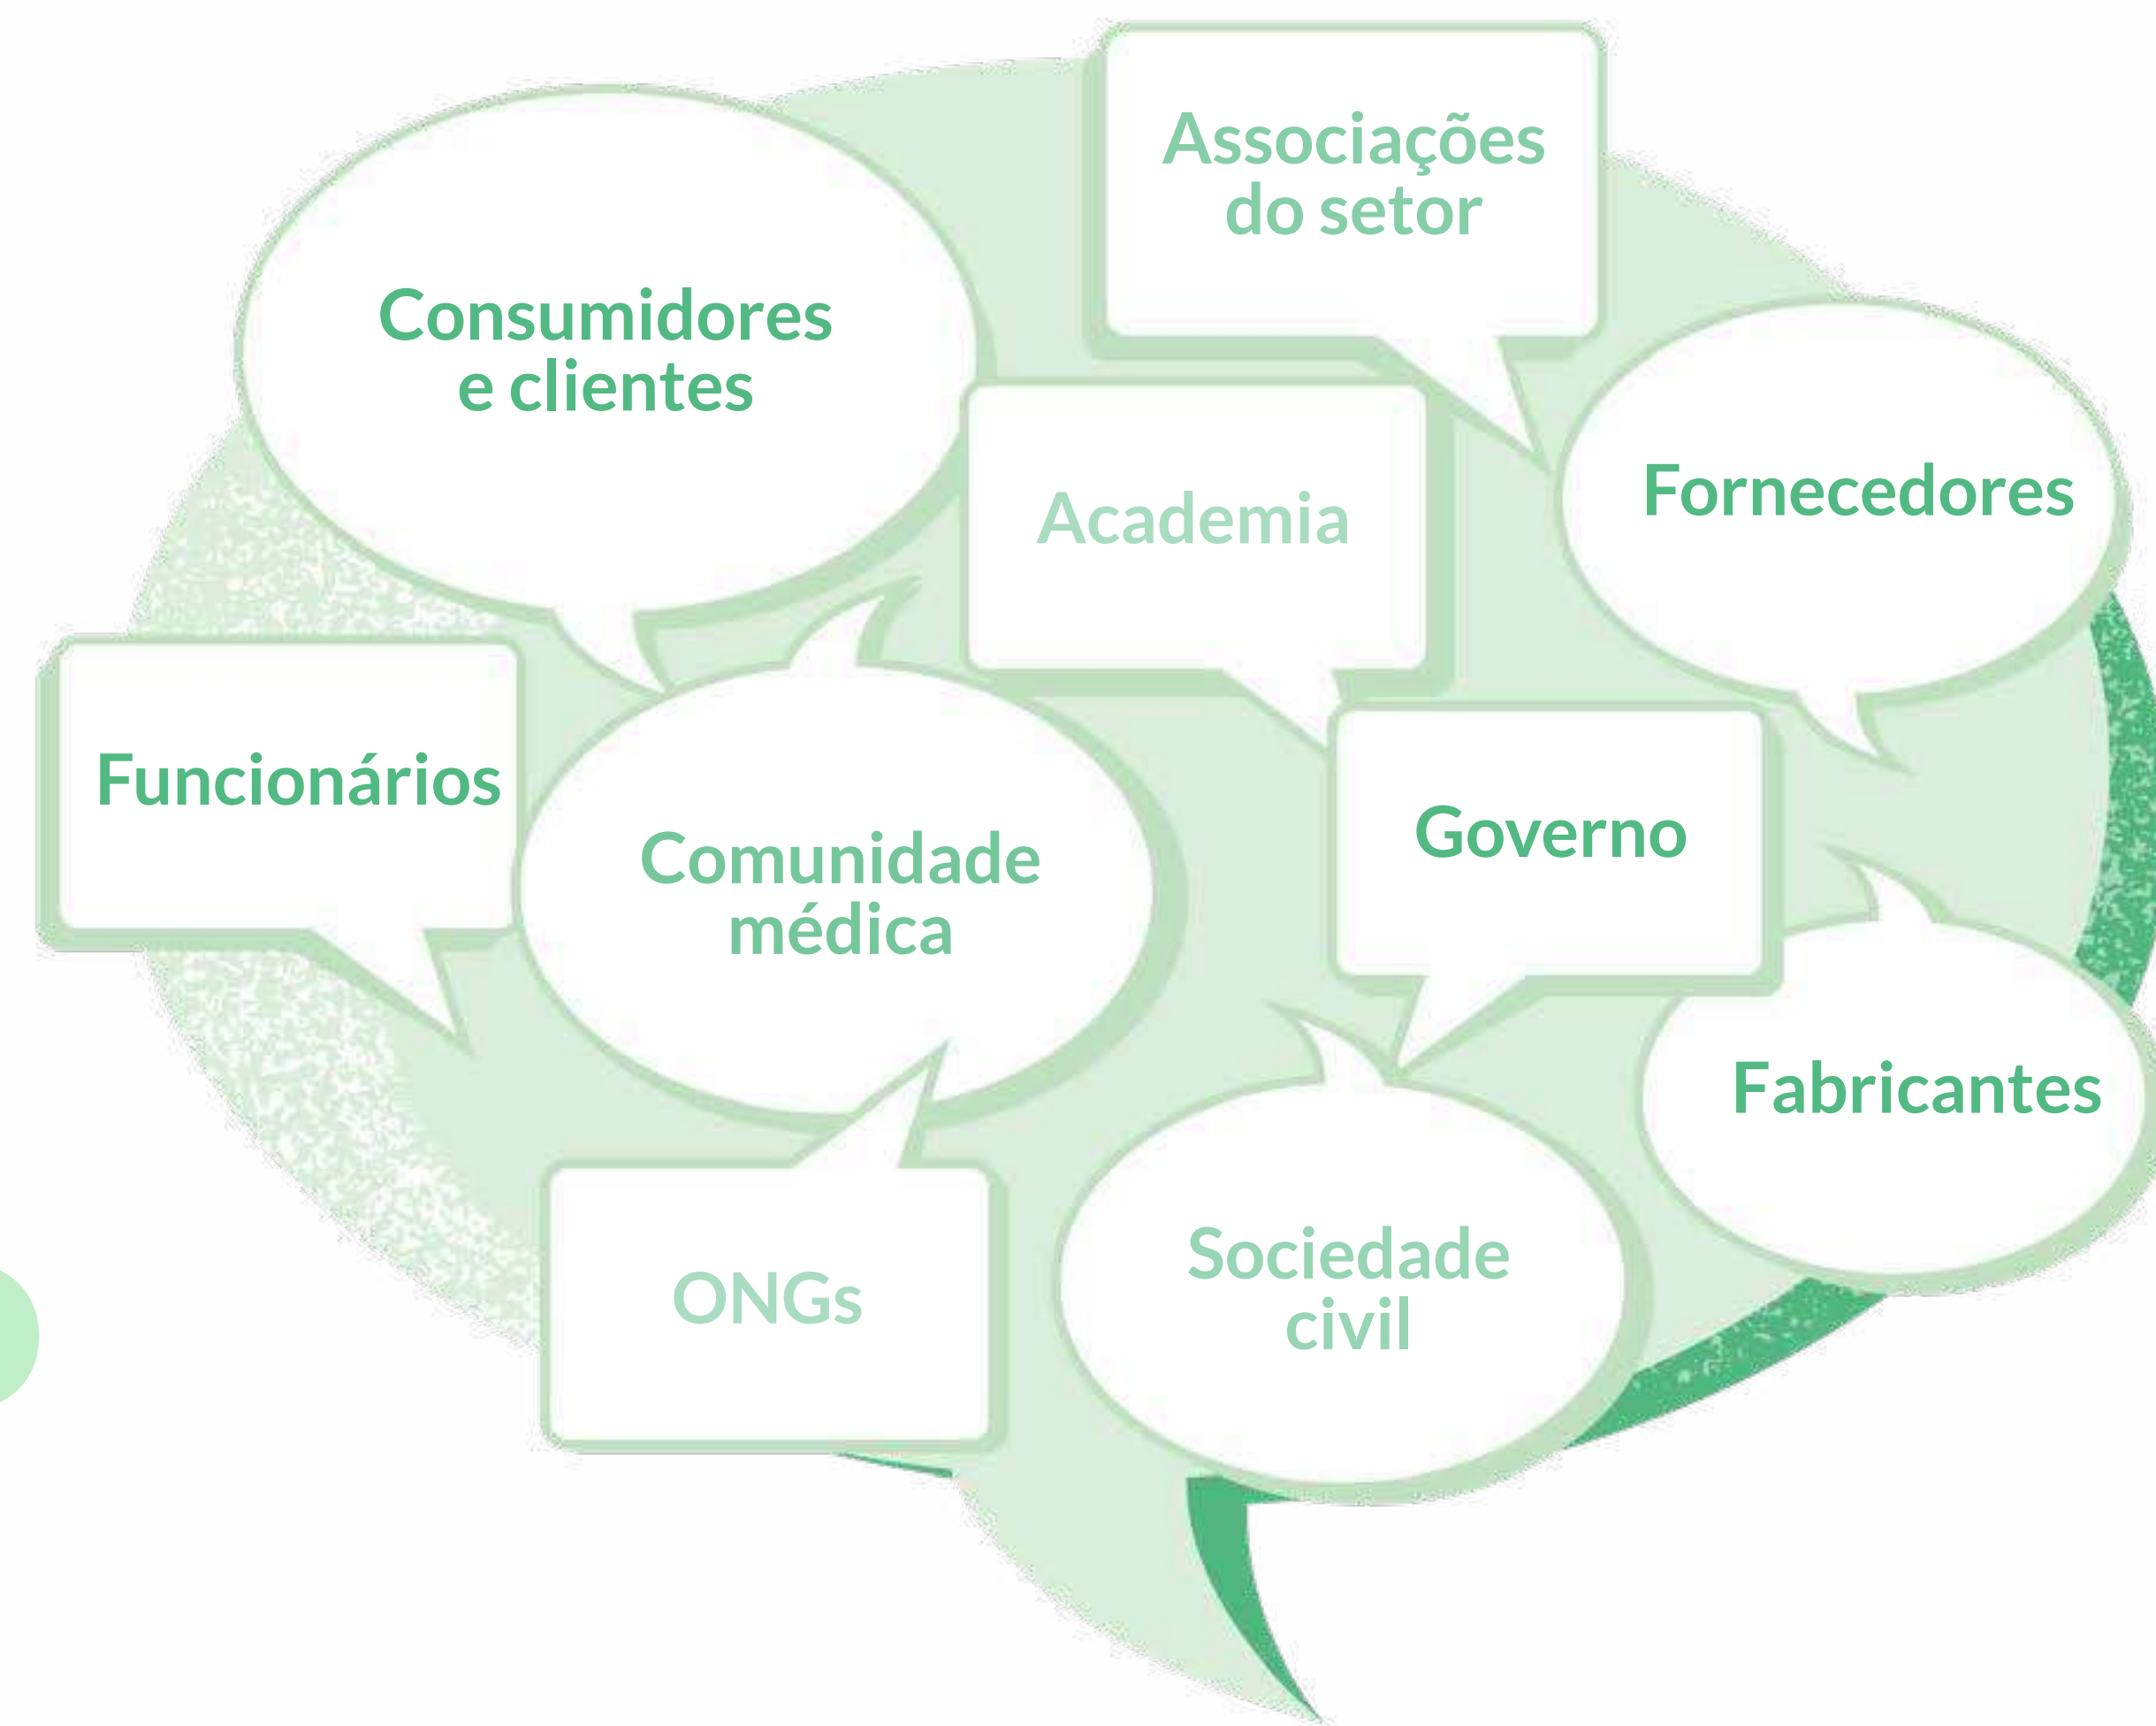 Associações
do setor
Consumidores
e clientes
Fornecedores
Academia
Funcionários
Governo
Comunidade
médica
Fabricantes
Sociedade
civil
ONGs